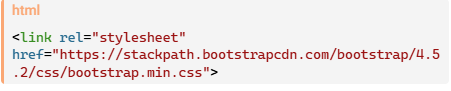 html
<link rel="stylesheet"
href="https://stackpath.bootstrapcdn.com/bootstrap/4.5
.2/css/bootstrap.min.css">